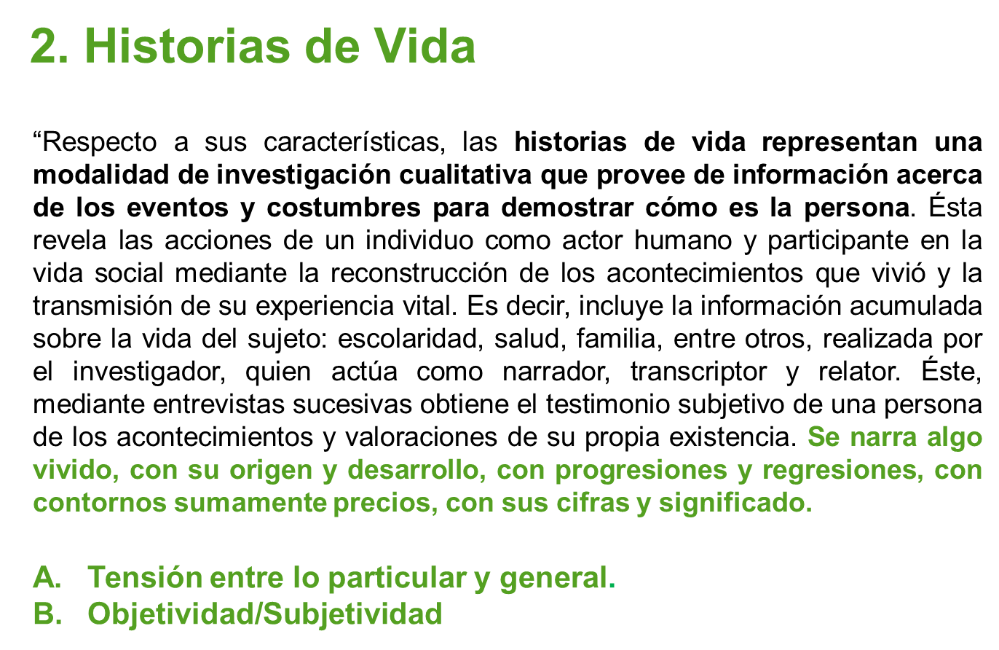 2. Historias de Vida
“Respecto a sus características, las historias de vida representan una
modalidad de investigación cualitativa que provee de información acerca
de los eventos y costumbres para demostrar cómo es la persona. Ésta
revela las acciones de un individuo como actor humano y participante en la
vida social mediante la reconstrucción de los acontecimientos que vivió y la
transmisión de su experiencia vital. Es decir, incluye la información acumulada
sobre la vida del sujeto: escolaridad, salud, familia, entre otros, realizada por
el investigador, quien actúa como narrador, transcriptor y relator. Éste,
mediante entrevistas sucesivas obtiene el testimonio subjetivo de una persona
de los acontecimientos y valoraciones de su propia existencia. Se narra algo
vivido, con su origen y desarrollo, con progresiones y regresiones, con
contornos sumamente precios, con sus cifras y significado.
A. Tensión entre lo particular y general.
B. Objetividad/Subjetividad